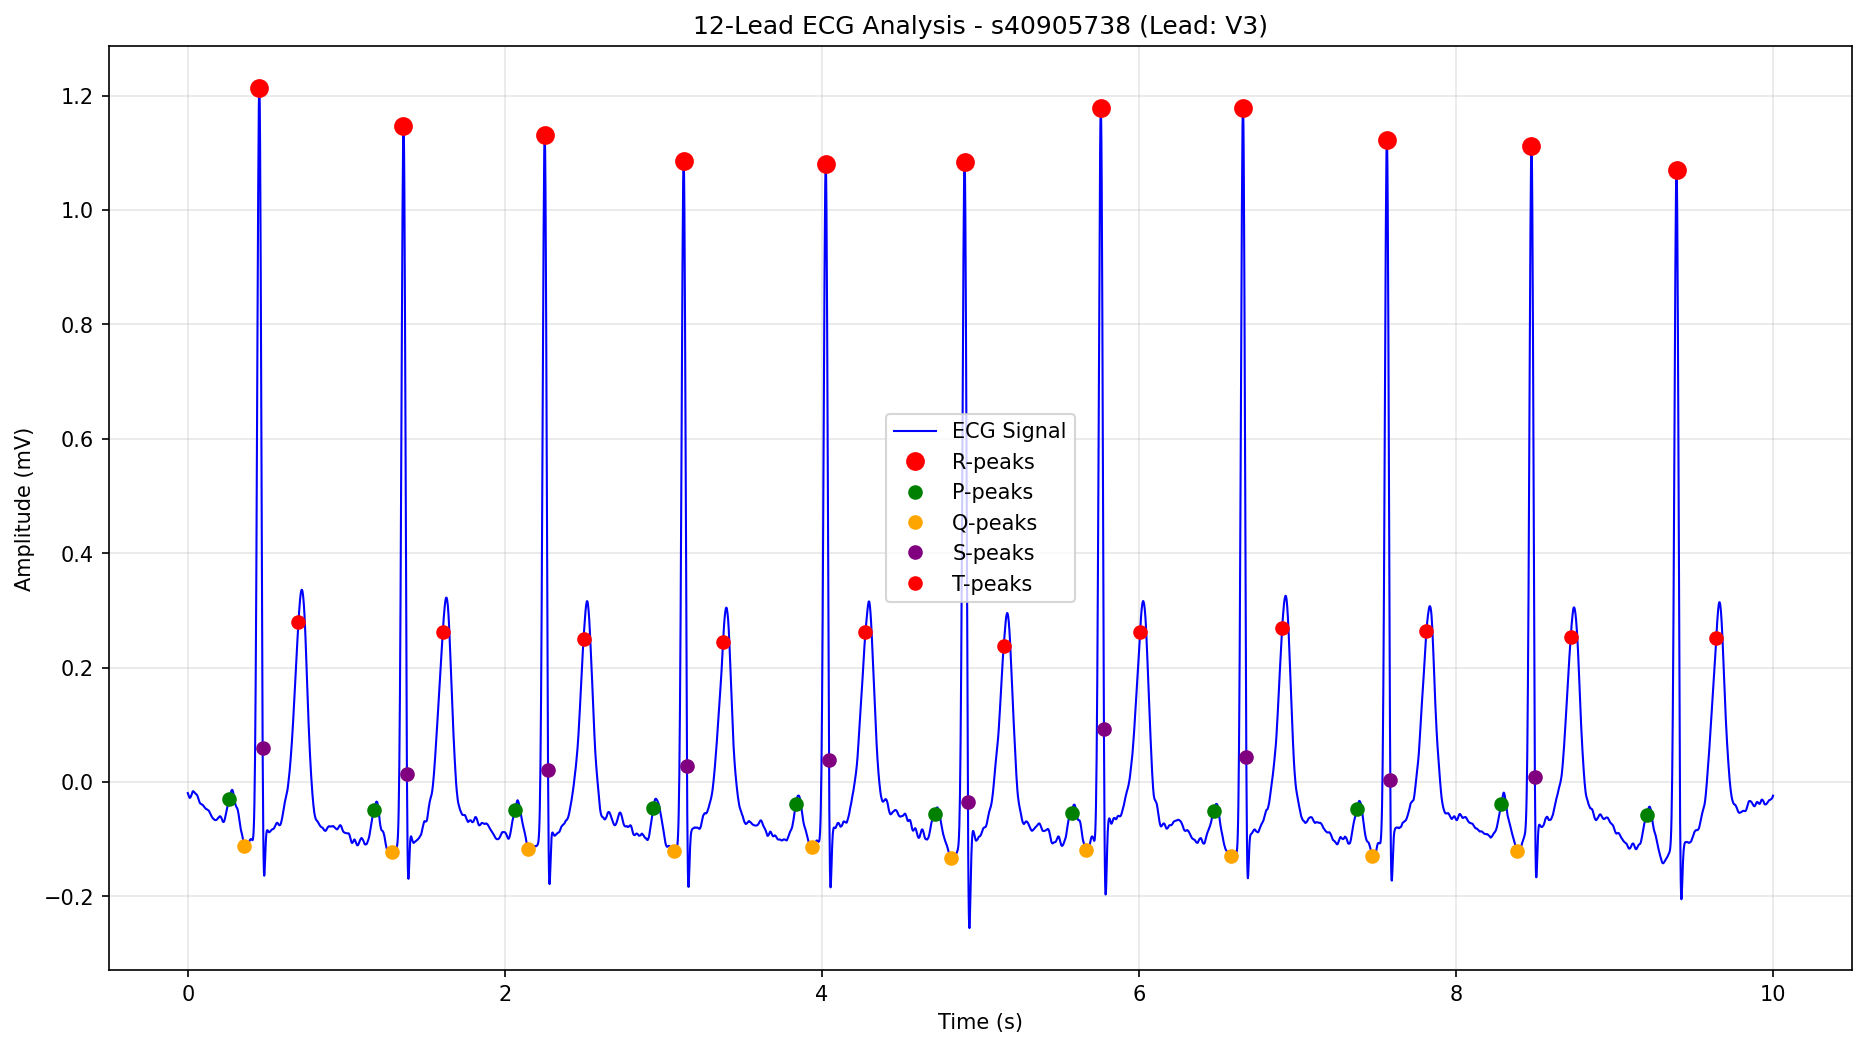 12-Lead ECG Analysis - s40905738 (Lead: V3)
Amplitude (mV)
1.2
1.0
0.8
0.6
0.4
0.2
0.0
−0.2
ECG Signal
R-peaks
P-peaks
Q-peaks
S-peaks
T-peaks
0 2 4 6 8 10
Time (s)